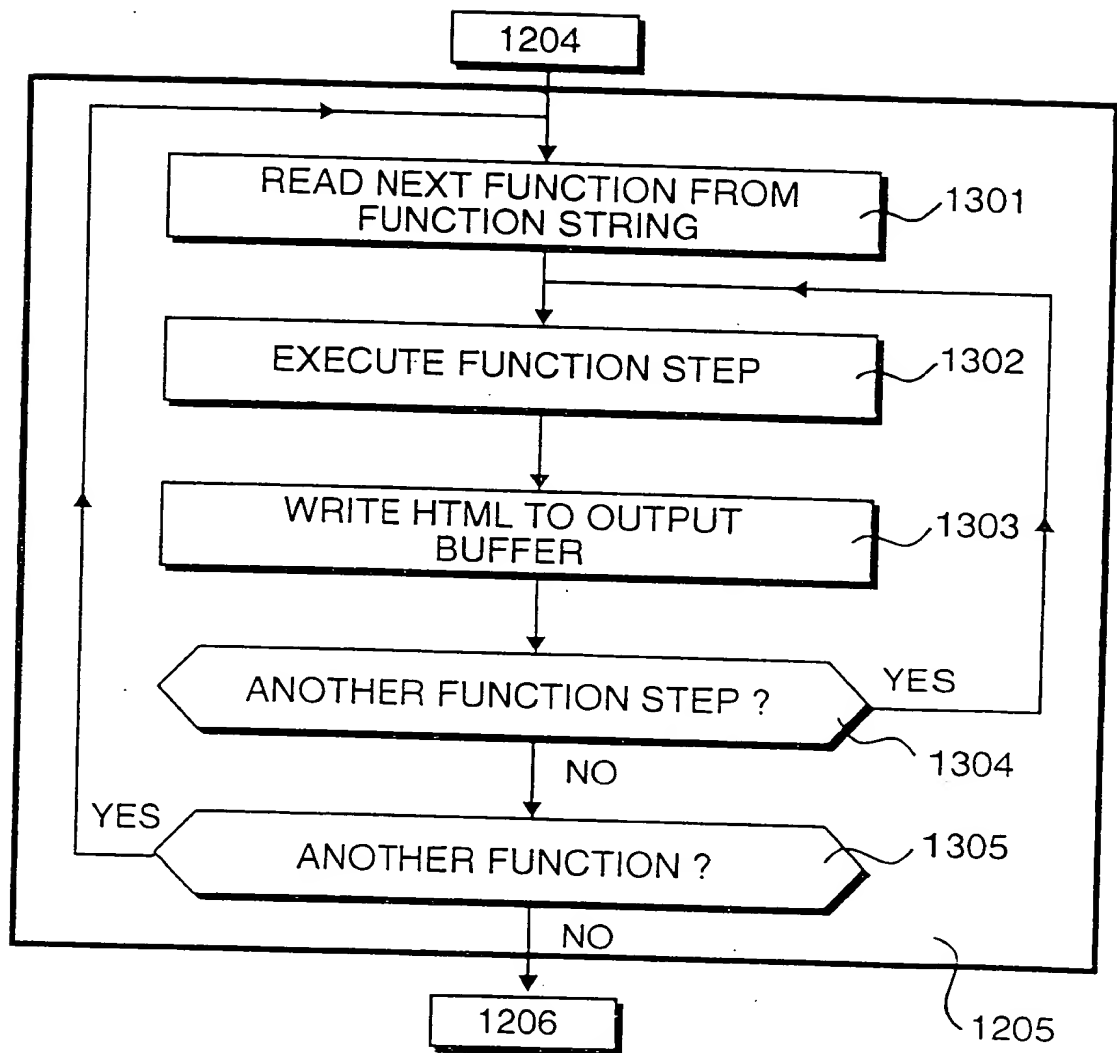 1204
READ NEXT FUNCTION FROM
FUNCTION STRING
1301
EXECUTE FUNCTION STEP
1302
WRITE HTML TO OUTPUT
BUFFER
1303
ANOTHER FUNCTION STEP ?
YES
1304
NO
YES
ANOTHER FUNCTION ?
1305
NO
1206
1205